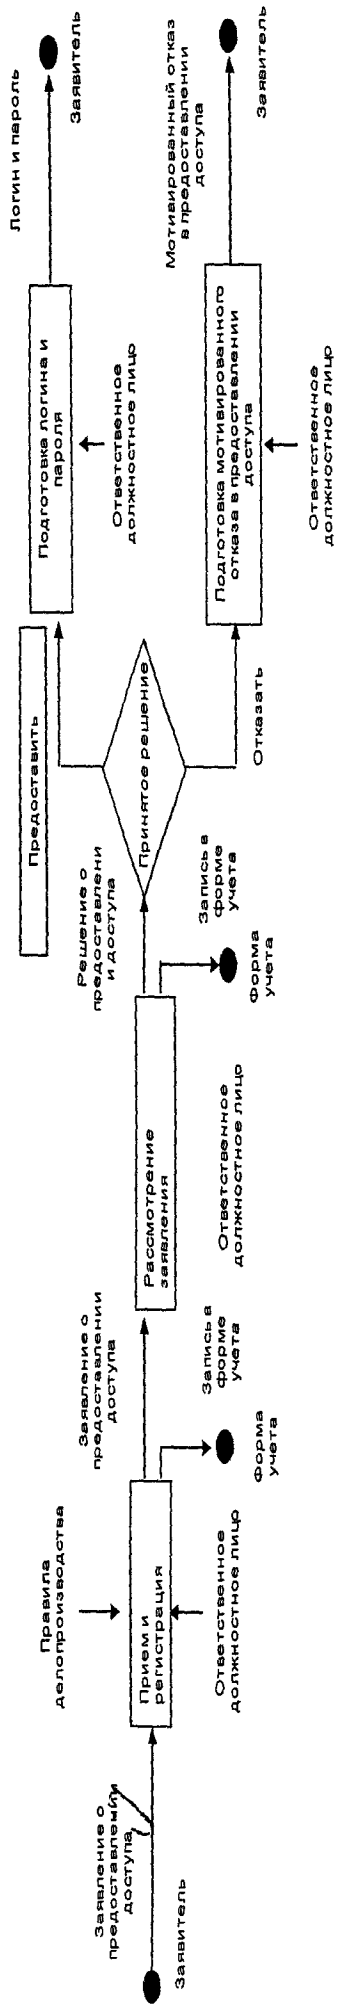 Заявитель
Заявление о
предоставлении
доступа
Правила
делопроизводства
Прием и
регистрация
Ответственное
должностное лицо
Заявление о
предоставлении
доступа
Запись в
форме
учета
Форма
учета
Рассмотрение
заявления
Ответственное
должностное лицо
Решение о
предоставлени
и доступа
Запись в
форме
учета
Форма
учета
Принятое решение
Предоставить
Отказать
Подготовка логина и
пароля
Ответственное
должностное лицо
Логин и пароль
Заявитель
Подготовка мотивированного
отказа в предоставлении
доступа
Ответственное
должностное лицо
Мотивированный отказ
в предоставлении
доступа
Заявитель